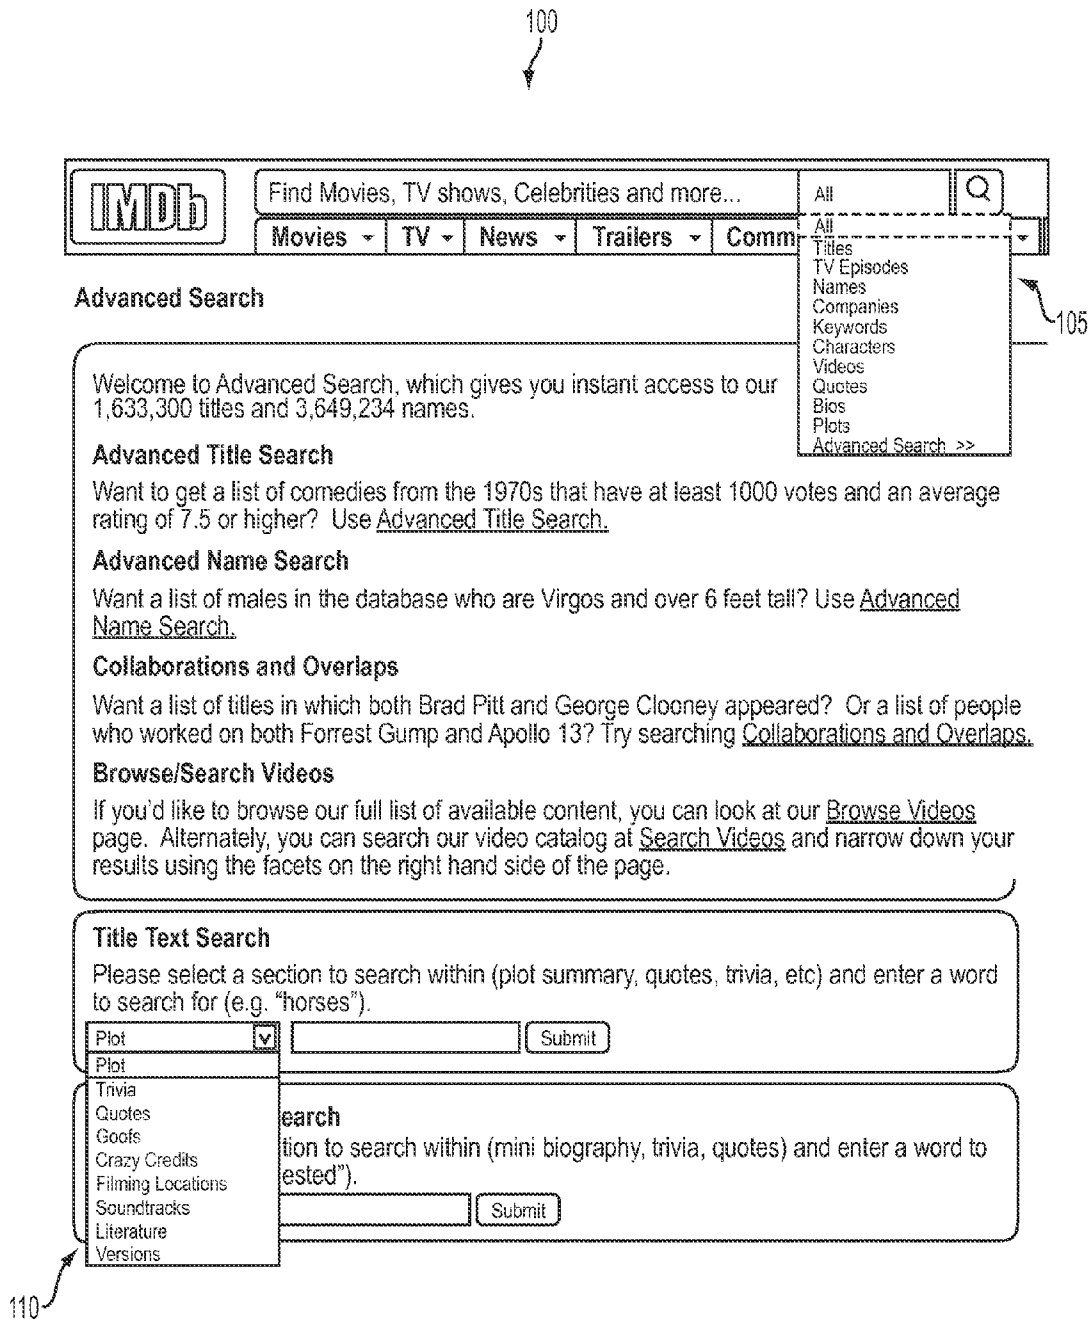 100
IMDb
Find Movies, TV shows, Celebrities and more...
All
Movies
TV
News
Trailers
Comm
All
Titles
TV Episodes
Names
Companies
Keywords
Characters
Videos
Quotes
Bios
Plots
Advanced Search >>
105
Advanced Search
Welcome to Advanced Search, which gives you instant access to our
1,633,300 titles and 3,649,234 names.
Advanced Title Search
Want to get a list of comedies from the 1970s that have at least 1000 votes and an average
rating of 7.5 or higher? Use Advanced Title Search.
Advanced Name Search
Want a list of males in the database who are Virgos and over 6 feet tall? Use Advanced
Name Search.
Collaborations and Overlaps
Want a list of titles in which both Brad Pitt and George Clooney appeared? Or a list of people
who worked on both Forrest Gump and Apollo 13? Try searching Collaborations and Overlaps.
Browse/Search Videos
If you'd like to browse our full list of available content, you can look at our Browse Videos
page. Alternately, you can search our video catalog at Search Videos and narrow down your
results using the facets on the right hand side of the page.
Title Text Search
Please select a section to search within (plot summary, quotes, trivia, etc) and enter a word
to search for (e.g. "horses").
Plot
Submit
Plot
Trivia
Quotes
Goofs
Crazy Credits
Filming Locations
Soundtracks
Literature
Versions
earch
tion to search within (mini biography, trivia, quotes) and enter a word to
ested").
Submit
110